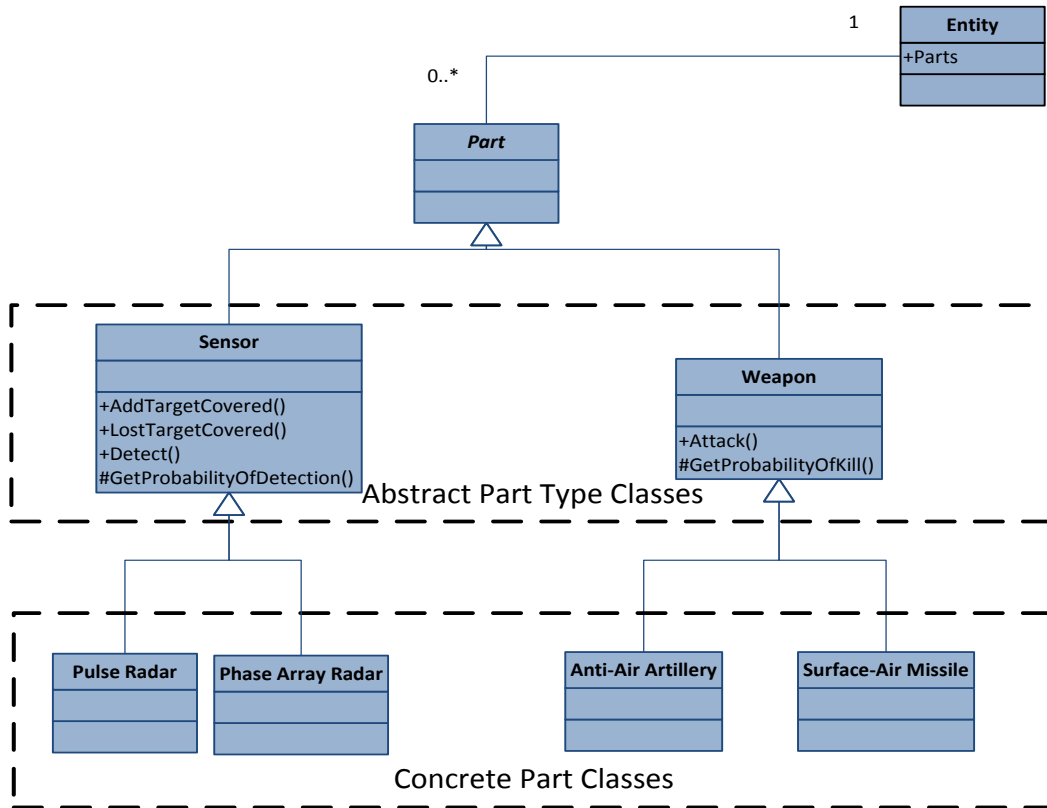 1
Entity
+Parts
0..*
Part
Sensor
+AddTargetCovered()
+LostTargetCovered()
+Detect()
#GetProbabilityOfDetection()
Weapon
+Attack()
#GetProbabilityOfKill()
Abstract Part Type Classes
Pulse Radar
Phase Array Radar
Anti-Air Artillery
Surface-Air Missile
Concrete Part Classes